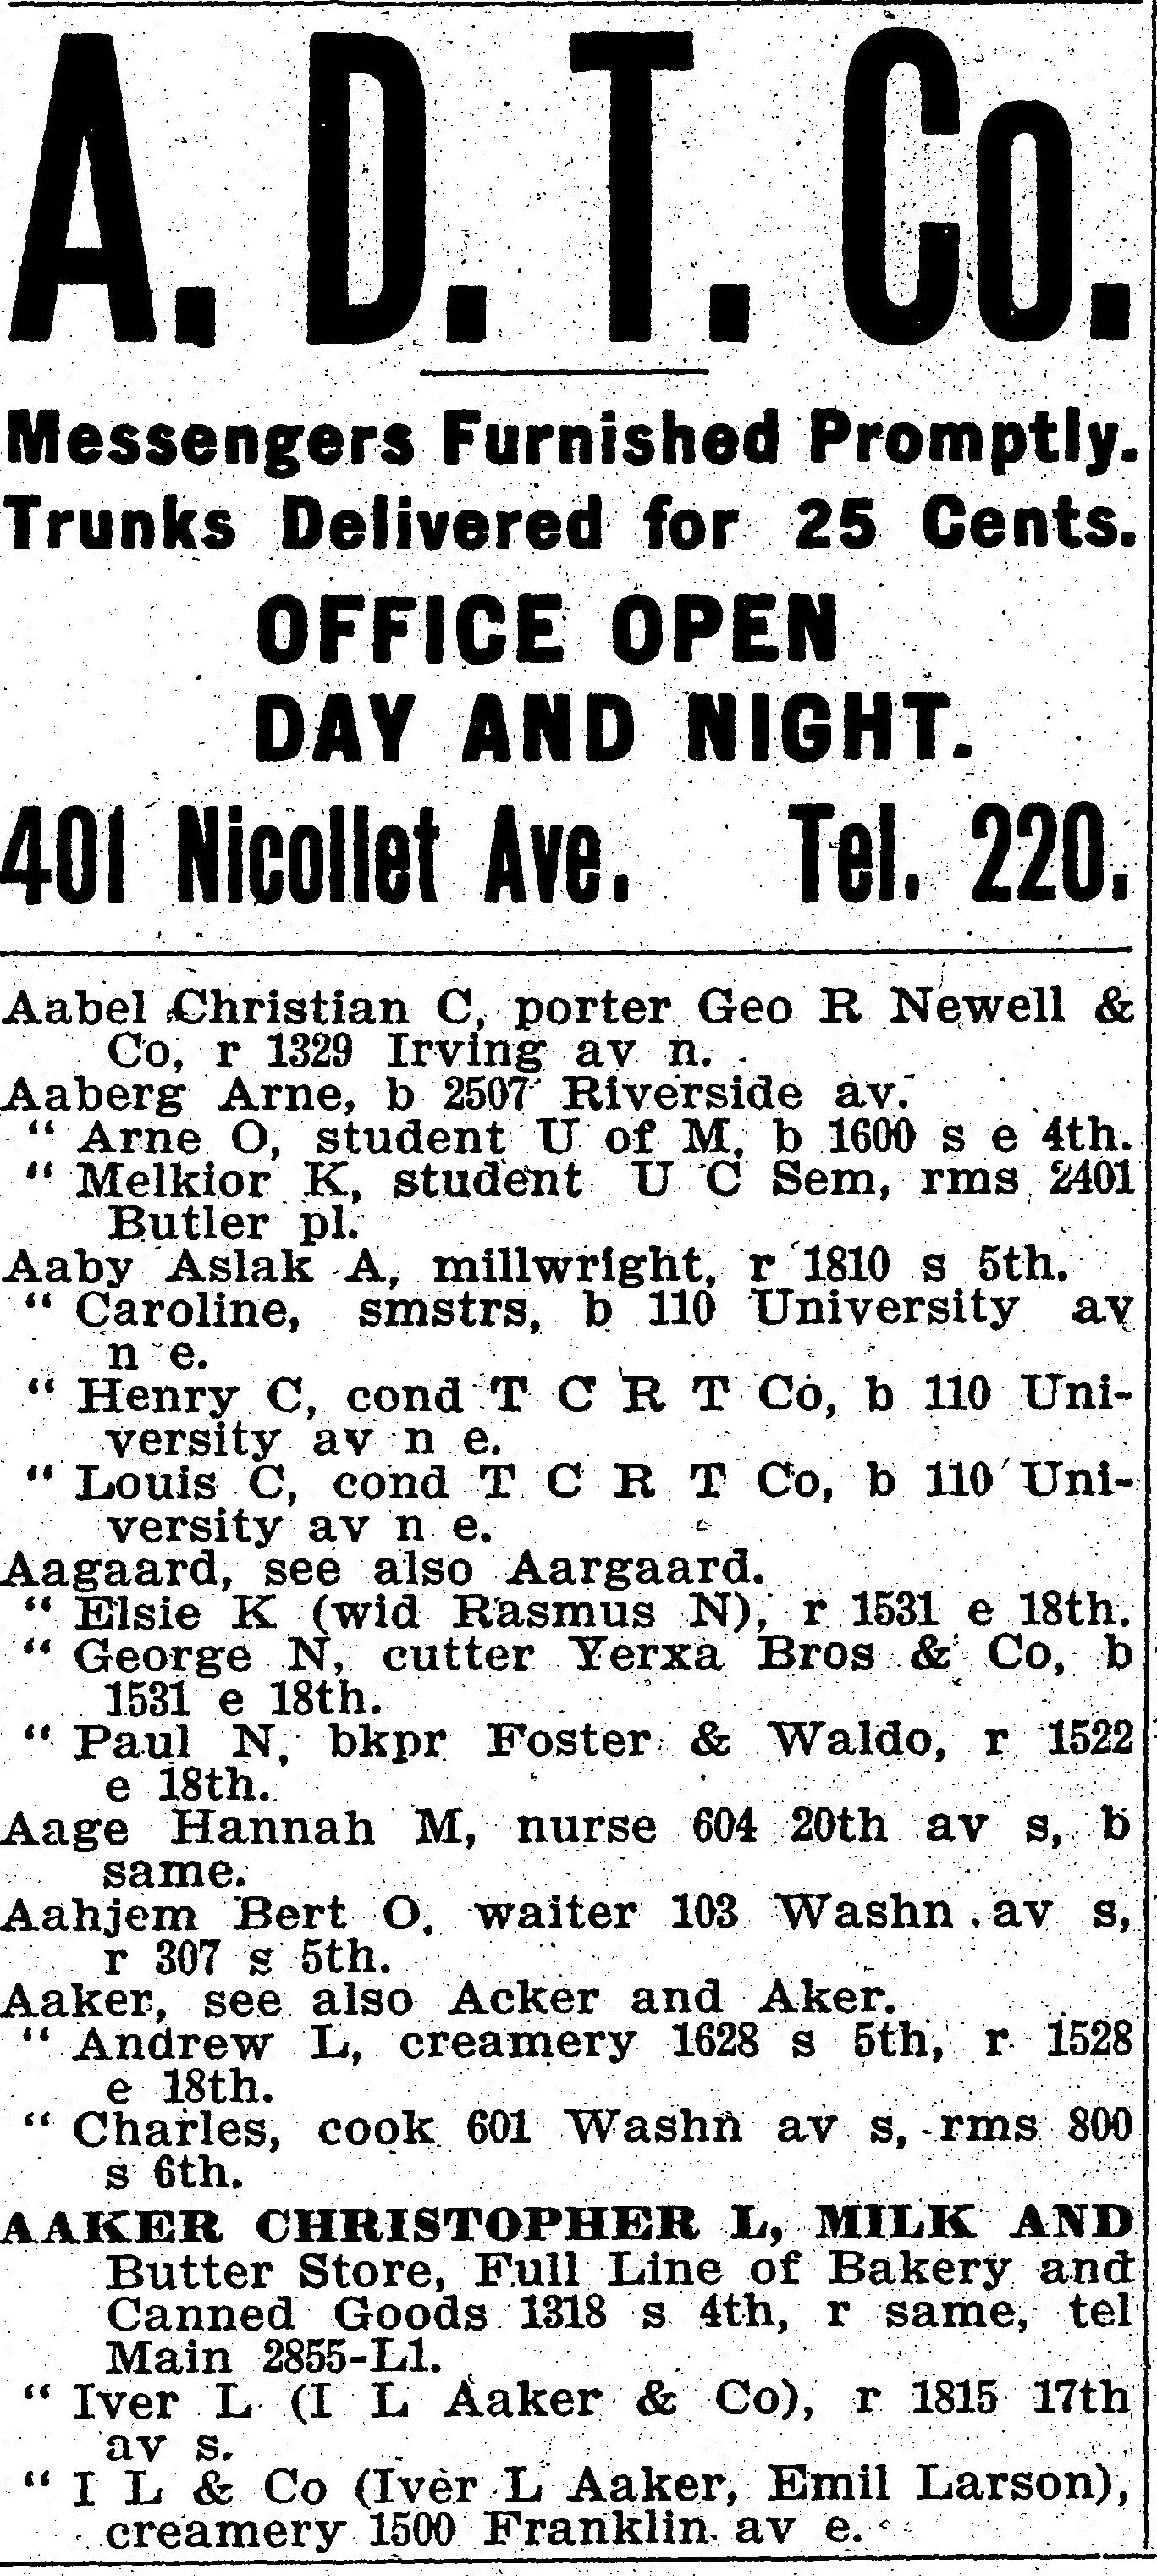 A. D. T. Co.
Messengers Furnished Promptly.
Trunks Delivered for 25 Cents.
OFFICE OPEN
DAY AND NIGHT.
401 Nicollet Ave. Tel. 220.
Aabel Christian C, porter Geo R Newell &
Co, r 1329 Irving av n.
Aaberg Arne, b 2507 Riverside av.
" Arne O, student U of M, b 1600 s e 4th.
" Melkior K, student U C Sem, rms 2401
Butler pl.
Aaby Aslak A, millwright, r 1810 s 5th.
" Caroline, smstrs, b 110 University av
n e.
" Henry C, cond T C R T Co, b 110 Uni-
versity av n e.
" Louis C, cond T C R T Co, b 110 Uni-
versity av n e.
Aagaard, see also Aargaard.
" Elsie K (wid Rasmus N), r 1531 e 18th.
" George N, cutter Yerxa Bros & Co, b
1531 e 18th.
" Paul N, bkpr Foster & Waldo, r 1522
e 18th.
Aage Hannah M, nurse 604 20th av s, b
same.
Aahjem Bert O, waiter 103 Washn av s,
r 307 s 5th.
Aaker, see also Acker and Aker.
" Andrew L, creamery 1628 s 5th, r 1528
e 18th.
" Charles, cook 601 Washn av s, rms 800
s 6th.
AAKER CHRISTOPHER L, MILK AND
Butter Store, Full Line of Bakery and
Canned Goods 1318 s 4th, r same, tel
Main 2855-L1.
" Iver L (I L Aaker & Co), r 1815 17th
av s.
" I L & Co (Iver L Aaker, Emil Larson),
creamery 1500 Franklin av e.